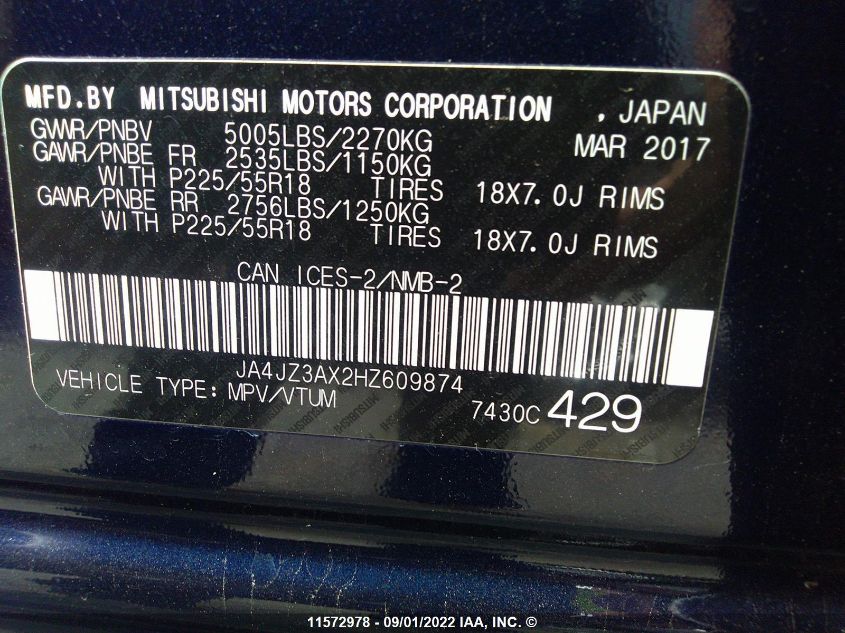 MFD.BY MITSUBISHI MOTORS CORPORATION , JAPAN
GVWR/PNBV 5005LBS/2270KG MAR 2017
GAWR/PNBE FR 2535LBS/1150KG
WITH P225/55R18 TIRES 18X7.0J RIMS
GAWR/PNBE RR 2756LBS/1250KG
WITH P225/55R18 TIRES 18X7.0J RIMS
CAN ICES-2/NMB-2
JA4JZ3AX2HZ609874
VEHICLE TYPE: MPV/VTUM 7430C 429
11572978 - 09/01/2022 IAA, INC. ©